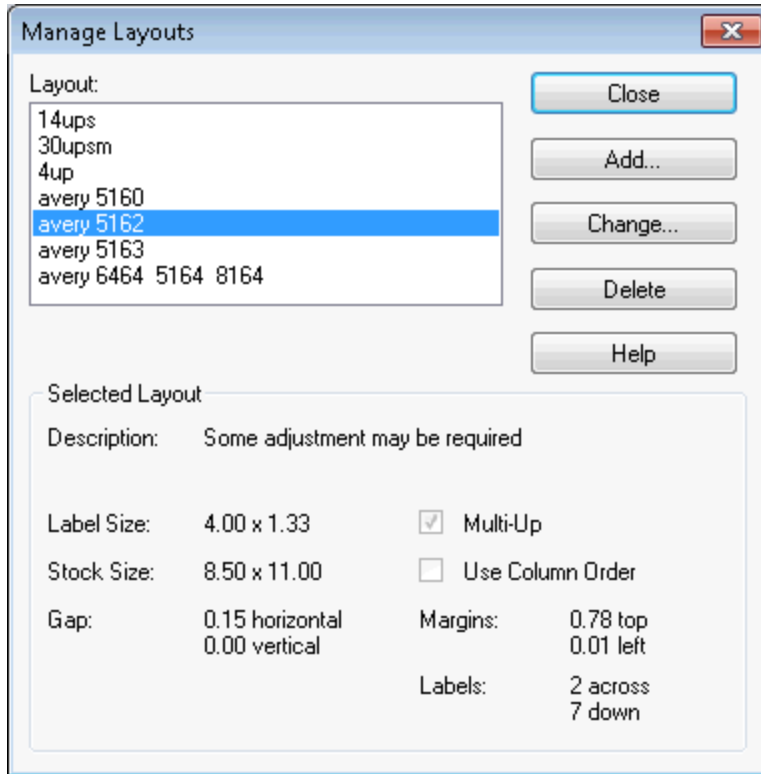 Manage Layouts
Layout:
14ups
30upsm
4up
avery 5160
avery 5162
avery 5163
avery 6464  5164  8164
Close
Add...
Change...
Delete
Help
Selected Layout
Description: Some adjustment may be required
Label Size: 4.00 x 1.33 Multi-Up
Stock Size: 8.50 x 11.00 Use Column Order
Gap: 0.15 horizontal Margins: 0.78 top
0.00 vertical 0.01 left
Labels: 2 across
7 down